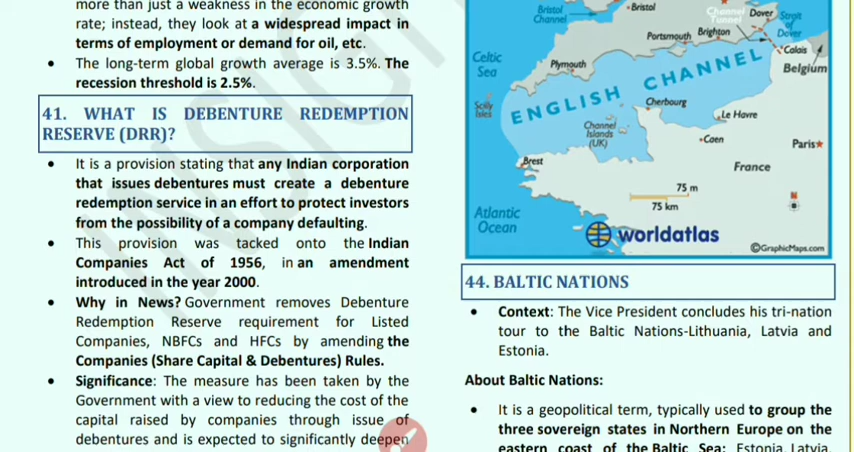 more than just a weakness in the economic growth
rate; instead, they look at a widespread impact in
terms of employment or demand for oil, etc.
• The long-term global growth average is 3.5%. The
recession threshold is 2.5%.
41. WHAT IS DEBENTURE REDEMPTION
RESERVE (DRR)?
• It is a provision stating that any Indian corporation
that issues debentures must create a debenture
redemption service in an effort to protect investors
from the possibility of a company defaulting.
• This provision was tacked onto the Indian
Companies Act of 1956, in an amendment
introduced in the year 2000.
• Why in News? Government removes Debenture
Redemption Reserve requirement for Listed
Companies, NBFCs and HFCs by amending the
Companies (Share Capital & Debentures) Rules.
• Significance: The measure has been taken by the
Government with a view to reducing the cost of the
capital raised by companies through issue of
debentures and is expected to significantly deepen
Bristol
Channel
Bristol
Channel
Tunnel
Dover
Strait
of
Dover
Portsmouth
Brighton
Calais
Celtic
Sea
Plymouth
Belgium
ENGLISH CHANNEL
Scilly
Isles
Cherbourg
Le Havre
Channel
Islands
(UK)
Caen
Paris
Brest
France
75 m
75 km
N
Atlantic
Ocean
worldatlas
©GraphicMaps.com
44. BALTIC NATIONS
• Context: The Vice President concludes his tri-nation
tour to the Baltic Nations-Lithuania, Latvia and
Estonia.
About Baltic Nations:
• It is a geopolitical term, typically used to group the
three sovereign states in Northern Europe on the
eastern coast of the Baltic Sea: Estonia, Latvia,